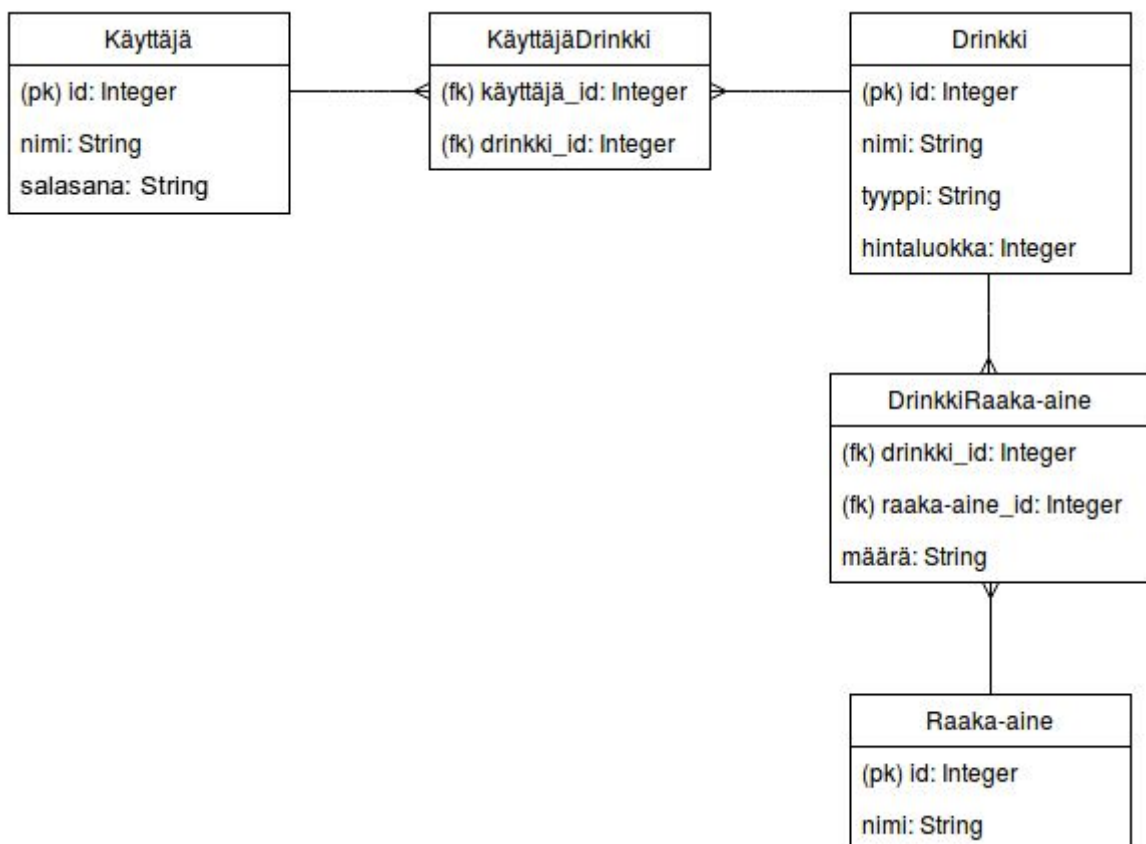 Käyttäjä
(pk) id: Integer
nimi: String
salasana: String
KäyttäjäDrinkki
(fk) käyttäjä_id: Integer
(fk) drinkki_id: Integer
Drinkki
(pk) id: Integer
nimi: String
tyyppi: String
hintaluokka: Integer
DrinkkiRaaka-aine
(fk) drinkki_id: Integer
(fk) raaka-aine_id: Integer
määrä: String
Raaka-aine
(pk) id: Integer
nimi: String